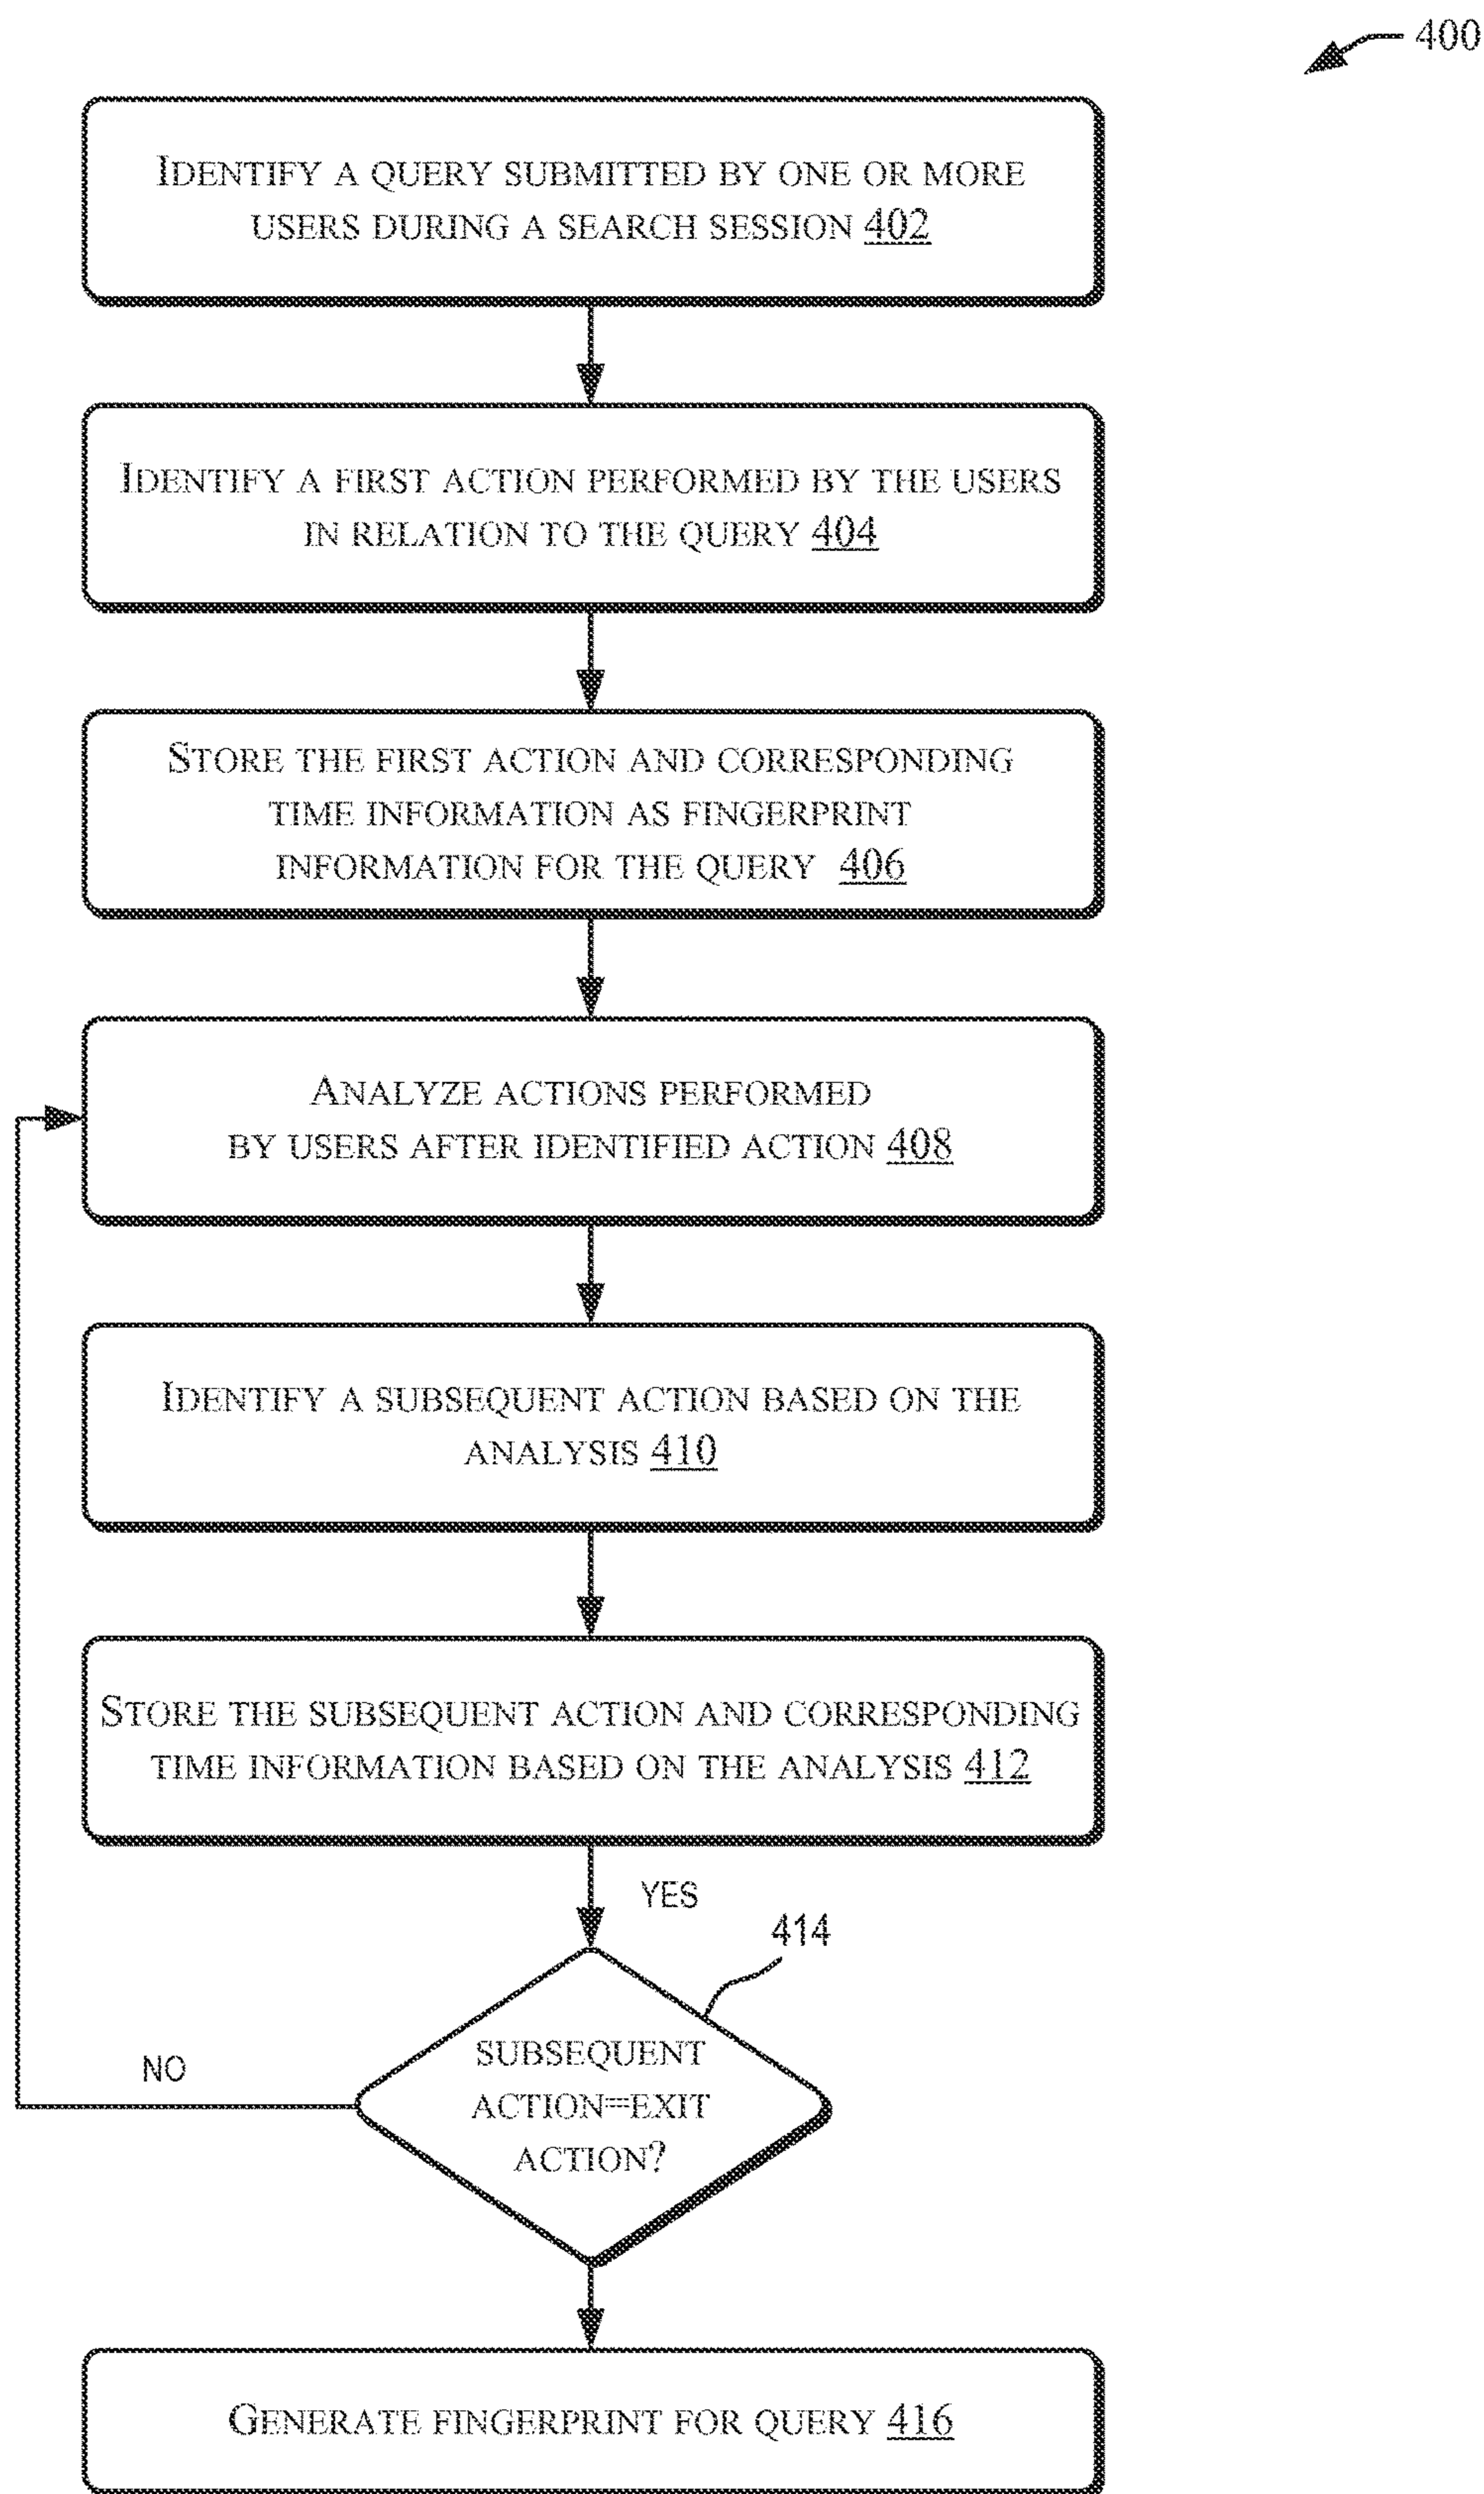 400
IDENTIFY A QUERY SUBMITTED BY ONE OR MORE
USERS DURING A SEARCH SESSION 402
IDENTIFY A FIRST ACTION PERFORMED BY THE USERS
IN RELATION TO THE QUERY 404
STORE THE FIRST ACTION AND CORRESPONDING
TIME INFORMATION AS FINGERPRINT
INFORMATION FOR THE QUERY 406
ANALYZE ACTIONS PERFORMED
BY USERS AFTER IDENTIFIED ACTION 408
IDENTIFY A SUBSEQUENT ACTION BASED ON THE
ANALYSIS 410
STORE THE SUBSEQUENT ACTION AND CORRESPONDING
TIME INFORMATION BASED ON THE ANALYSIS 412
YES
414
NO
SUBSEQUENT
ACTION=EXIT
ACTION?
GENERATE FINGERPRINT FOR QUERY 416